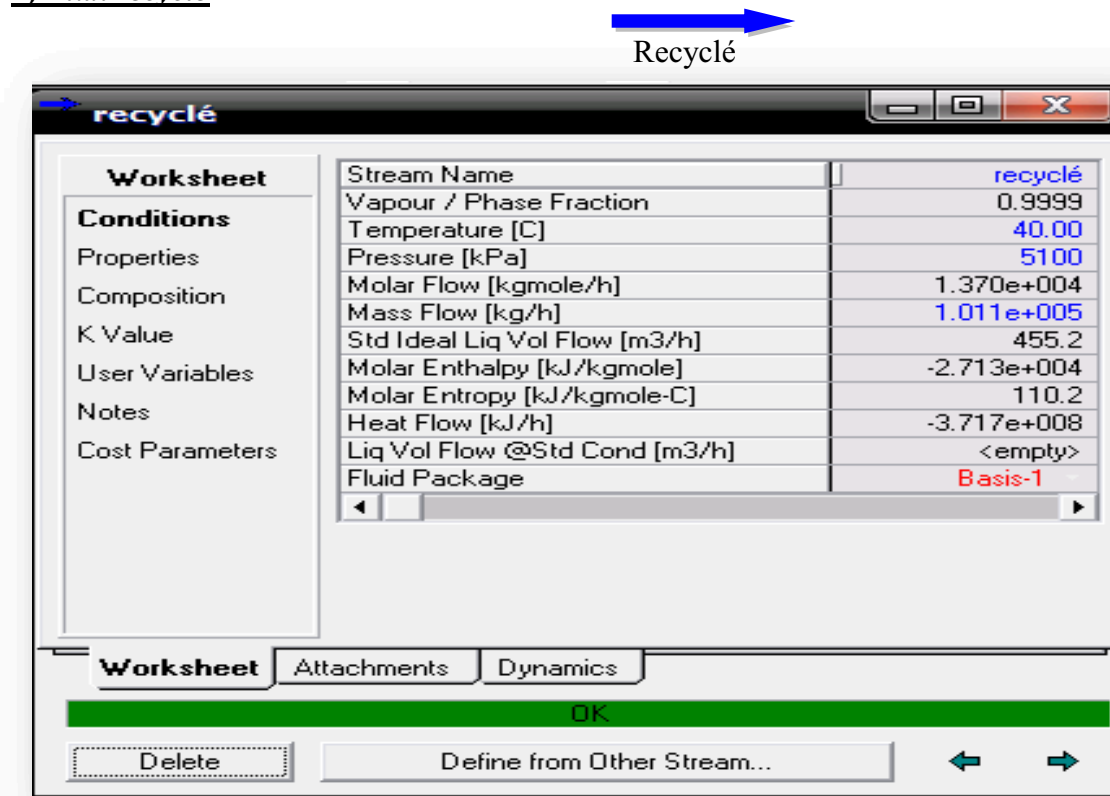 Recyclé
recyclé
Worksheet
Conditions
Properties
Composition
K Value
User Variables
Notes
Cost Parameters
Stream Name recyclé
Vapour / Phase Fraction 0.9999
Temperature [C] 40.00
Pressure [kPa] 5100
Molar Flow [kgmole/h] 1.370e+004
Mass Flow [kg/h] 1.011e+005
Std Ideal Liq Vol Flow [m3/h] 455.2
Molar Enthalpy [kJ/kgmole] -2.713e+004
Molar Entropy [kJ/kgmole-C] 110.2
Heat Flow [kJ/h] -3.717e+008
Liq Vol Flow @Std Cond [m3/h] <empty>
Fluid Package Basis-1
Worksheet Attachments Dynamics
OK
Delete Define from Other Stream...